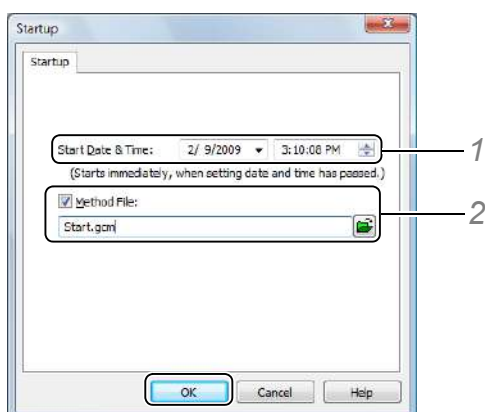 Startup
Startup
Start Date & Time: 2/ 9/2009 3:10:08 PM
1
(Starts immediately, when setting date and time has passed.)
Method File:
2
Start.gcm
OK Cancel Help